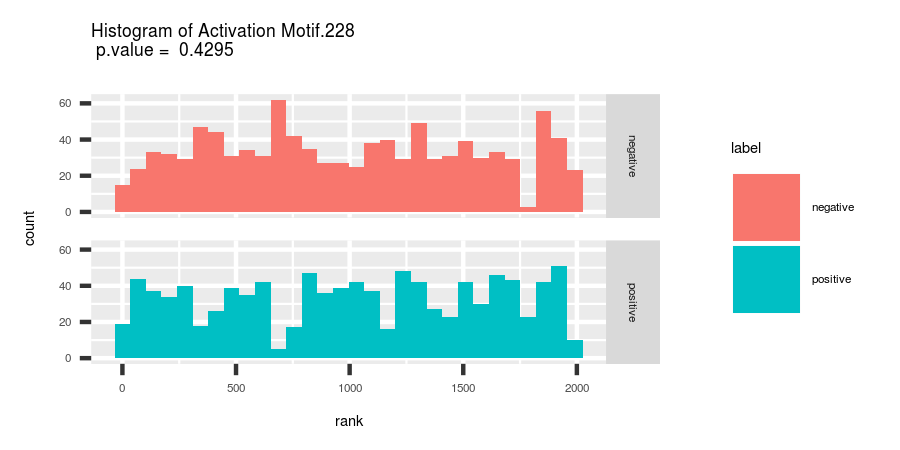 Histogram of Activation Motif.228
p.value = 0.4295
count
60
40
20
0
negative
60
40
20
0
positive
0 500 1000 1500 2000
rank
label
negative
positive